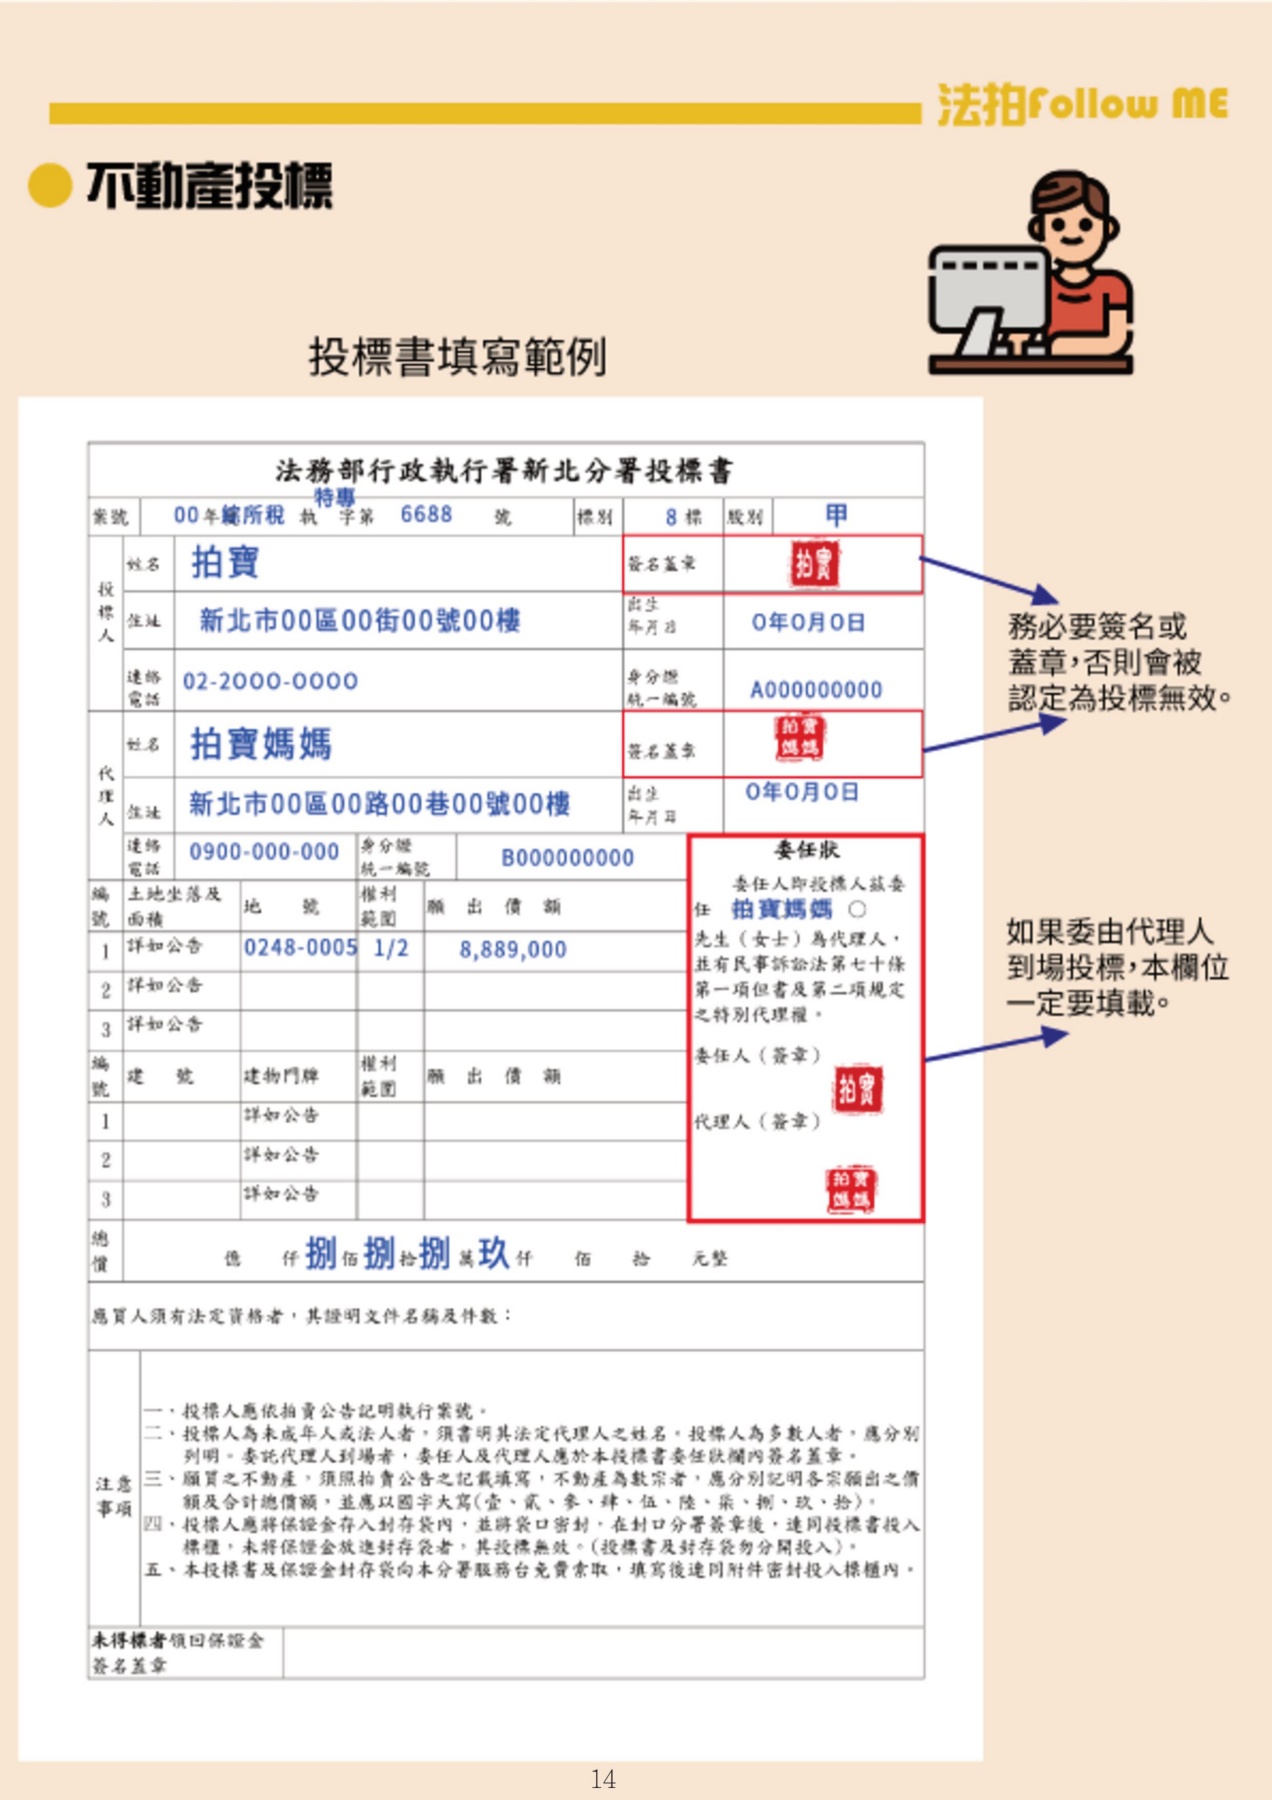 法拍Follow ME
不動產投標
投標書填寫範例
法務部行政執行署新北分署投標書
案號 00年綜所稅 執 特專 字第 6688 號 標別 8 標 股別 甲
投標人 姓名 拍寶 簽名蓋章 拍寶
住址 新北市00區00街00號00樓 出生年月日 0年0月0日
連絡電話 02-2000-0000 身分證統一編號 A000000000
代理人 姓名 拍寶媽媽 簽名蓋章 拍寶媽媽
住址 新北市00區00路00巷00號00樓 出生年月日 0年0月0日
連絡電話 0900-000-000 身分證統一編號 B000000000
務必要簽名或
蓋章，否則會被
認定為投標無效。
編號 土地坐落及面積 地 號 權利範圍 願 出 價 額
1 詳如公告 0248-0005 1/2 8,889,000
2 詳如公告
3 詳如公告
編號 建 號 建物門牌 權利範圍 願 出 價 額
1 詳如公告
2 詳如公告
3 詳如公告
委任狀
委任人即投標人茲委
任 拍寶媽媽 ○
先生（女士）為代理人，
並有民事訴訟法第七十條
第一項但書及第二項規定
之特別代理權。
委任人（簽章）
拍寶
代理人（簽章）
拍寶媽媽
如果委由代理人
到場投標，本欄位
一定要填載。
總價 億 仟 捌 佰 捌 拾 捌 萬 玖 仟 佰 拾 元整
應買人須有法定資格者，其證明文件名稱及件數：
注意事項
一、投標人應依拍賣公告記明執行案號。
二、投標人為未成年人或法人者，須書明其法定代理人之姓名。投標人為多數人者，應分別
列明。委託代理人到場者，委任人及代理人應於本投標書委任狀欄內簽名蓋章。
三、願買之不動產，須照拍賣公告之記載填寫，不動產為數宗者，應分別記明各宗願出之價
額及合計總價額，並應以國字大寫(壹、貳、參、肆、伍、陸、柒、捌、玖、拾)。
四、投標人應將保證金存入封存袋內，並將袋口密封，在封口分署簽章後，連同投標書投入
標櫃，未將保證金放進封存袋者，其投標無效。(投標書及封存袋勿分開投入)。
五、本投標書及保證金封存袋向本分署服務台免費索取，填寫後連同附件密封投入標櫃內。
未得標者領回保證金
簽名蓋章
14